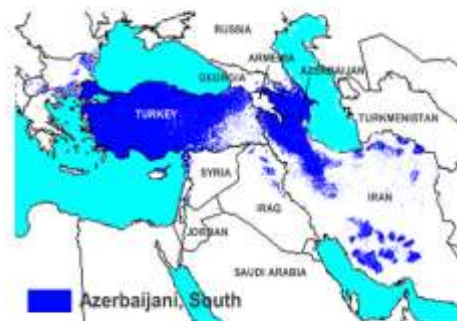 RUSSIA
ARMENIA
GEORGIA
AZERBAIJAN
TURKEY
TURKMENISTAN
SYRIA
IRAN
IRAQ
JORDAN
SAUDI ARABIA
Azerbaijani, South